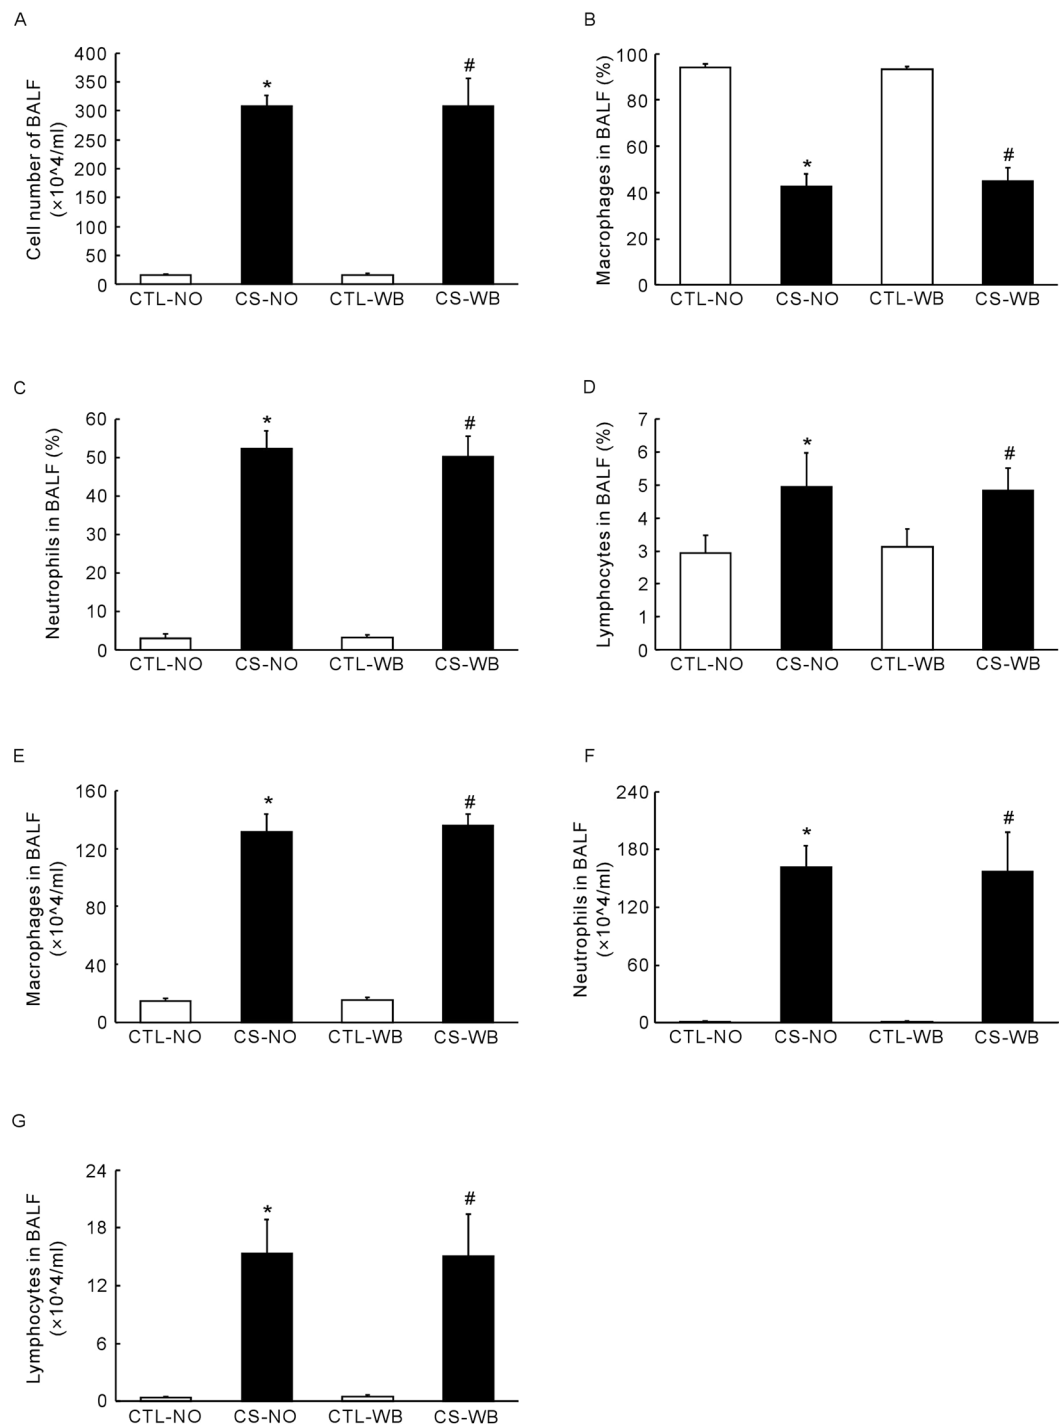 A
Cell number of BALF
(×10^4/ml)
400
350
300
250
200
150
100
50
0
*
#
CTL-NO CS-NO CTL-WB CS-WB
B
Macrophages in BALF (%)
100
80
60
40
20
0
*
#
CTL-NO CS-NO CTL-WB CS-WB
C
Neutrophils in BALF (%)
60
50
40
30
20
10
0
*
#
CTL-NO CS-NO CTL-WB CS-WB
D
Lymphocytes in BALF (%)
7
6
5
4
3
2
1
0
*
#
CTL-NO CS-NO CTL-WB CS-WB
E
Macrophages in BALF
(×10^4/ml)
160
120
80
40
0
*
#
CTL-NO CS-NO CTL-WB CS-WB
F
Neutrophils in BALF
(×10^4/ml)
240
180
120
60
0
*
#
CTL-NO CS-NO CTL-WB CS-WB
G
Lymphocytes in BALF
(×10^4/ml)
24
18
12
6
0
*
#
CTL-NO CS-NO CTL-WB CS-WB